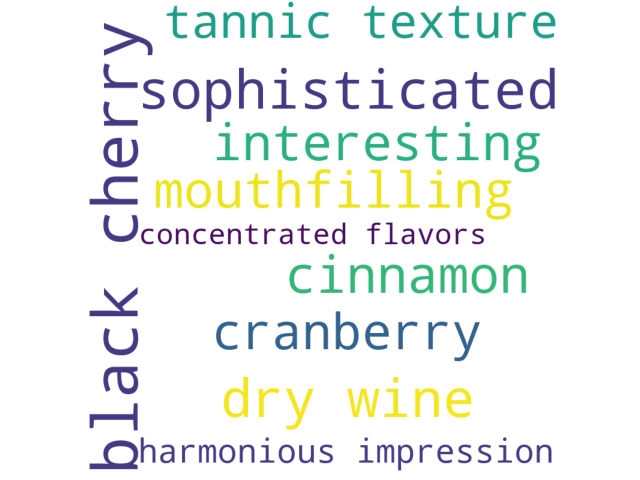 black cherry
tannic texture
sophisticated
interesting
mouthfilling
concentrated flavors
cinnamon
cranberry
dry wine
harmonious impression